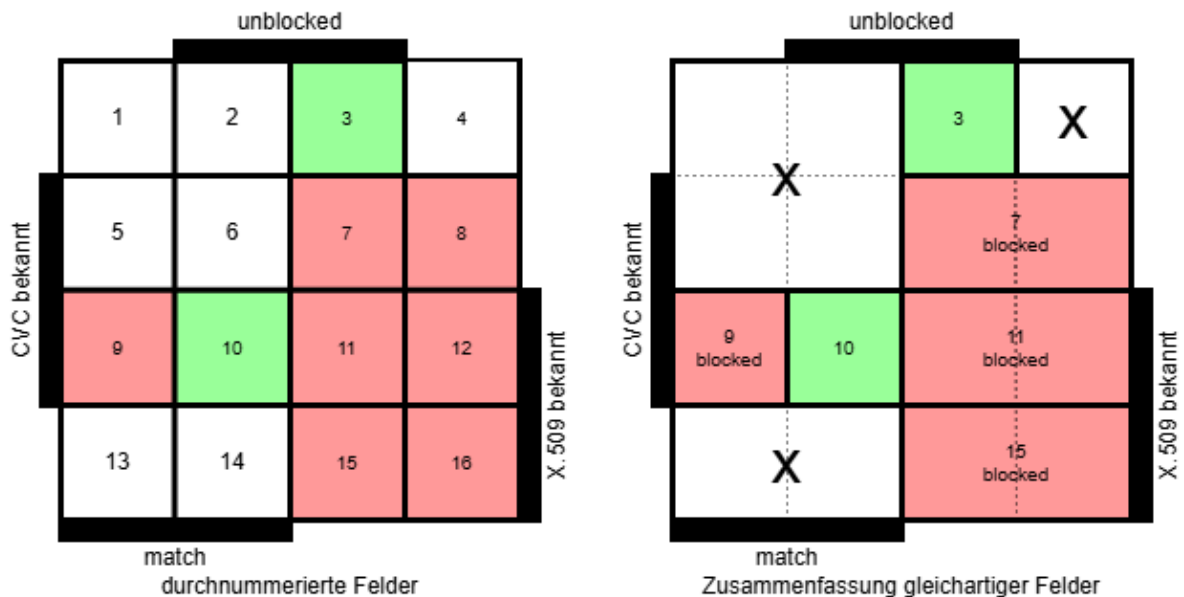 unblocked
1 2 3 4
CVC bekannt
5 6 7 8
9 10 11 12
X.509 bekannt
13 14 15 16
match
durchnummerierte Felder
unblocked
3 X
X
CVC bekannt
7
blocked
9
blocked
10
11
blocked
X.509 bekannt
X
15
blocked
match
Zusammenfassung gleichartiger Felder